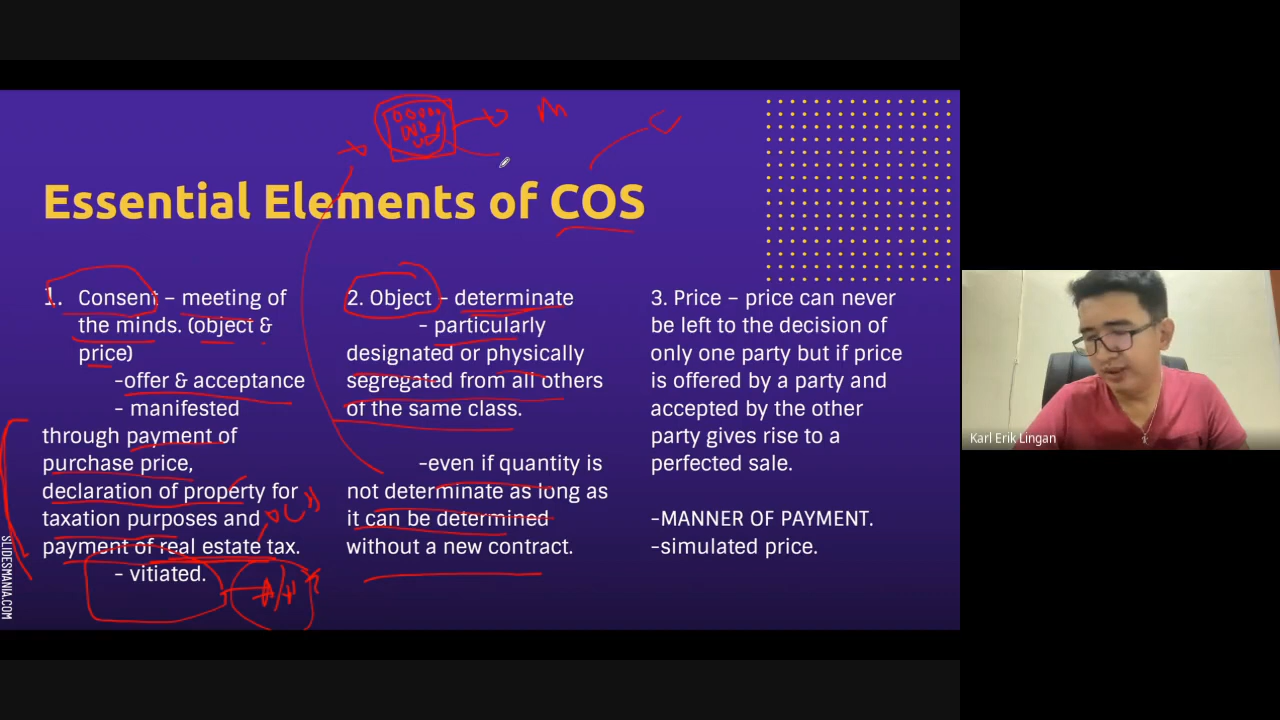 Essential Elements of COS
1. Consent – meeting of
the minds. (object &
price)
-offer & acceptance
- manifested
through payment of
purchase price,
declaration of property for
taxation purposes and
payment of real estate tax.
- vitiated.
2. Object – determinate
- particularly
designated or physically
segregated from all others
of the same class.
-even if quantity is
not determinate as long as
it can be determined
without a new contract.
3. Price – price can never
be left to the decision of
only one party but if price
is offered by a party and
accepted by the other
party gives rise to a
perfected sale.
-MANNER OF PAYMENT.
-simulated price.
SLIDESMANIA.COM
Karl Erik Lingan